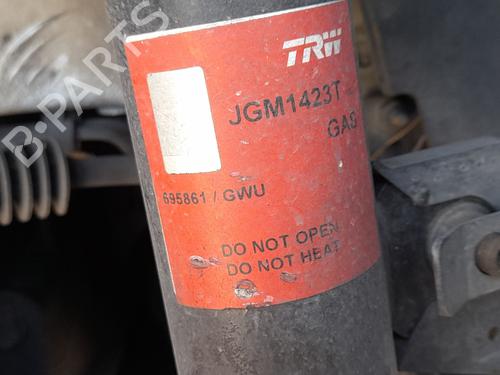 TRW
JGM1423T
GAS
695861 / GWU
DO NOT OPEN
DO NOT HEAT
B-PARTS